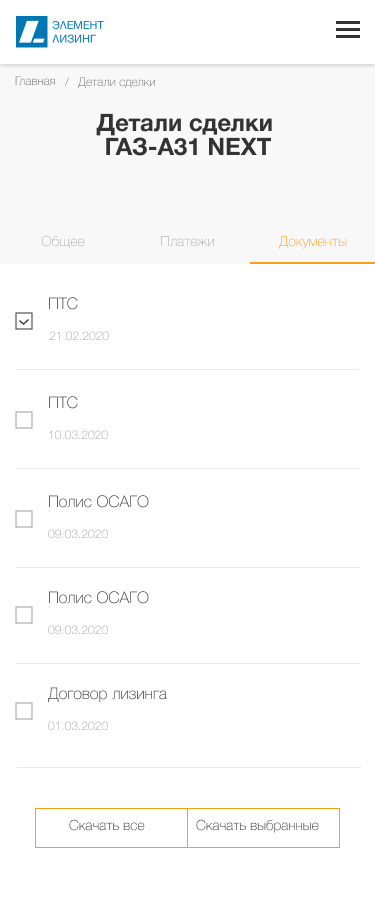 ЭЛЕМЕНТ
ЛИЗИНГ
Главная / Детали сделки
Детали сделки
ГАЗ-А31 NEXT
Общее Платежи Документы
ПТС
21.02.2020
ПТС
10.03.2020
Полис ОСАГО
09.03.2020
Полис ОСАГО
09.03.2020
Договор лизинга
01.03.2020
Скачать все Скачать выбранные